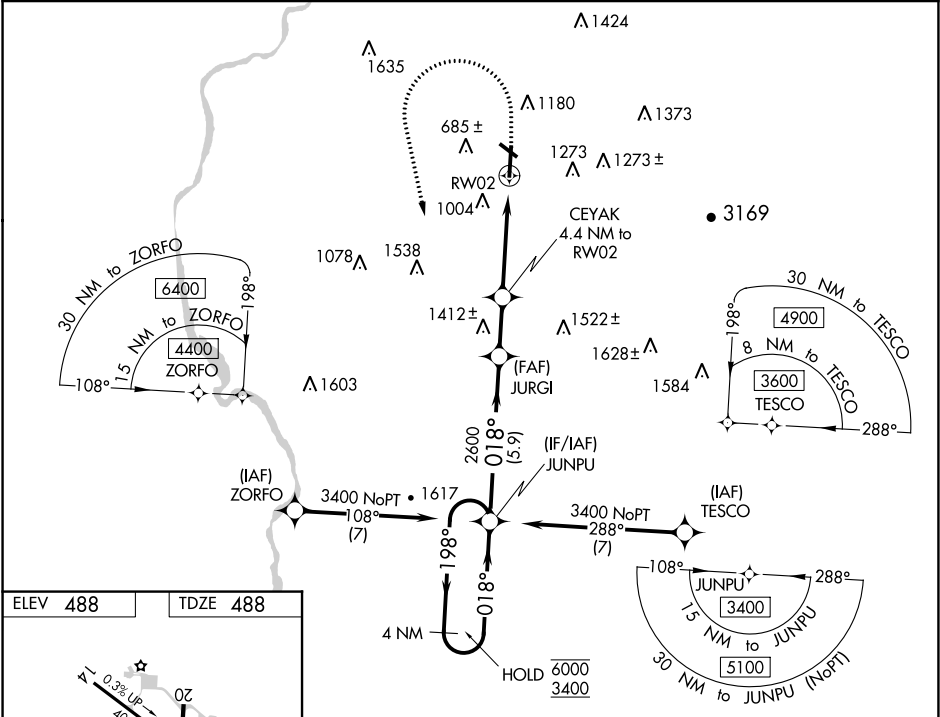 1424
1635
1180
1373
685 ±
1273
1273 ±
RW02
1004
CEYAK
4.4 NM to
RW02
3169
1078
1538
30 NM to ZORFO
6400
198°
15 NM to ZORFO
4400
ZORFO
108°
30 NM to TESCO
4900
198°
8 NM to TESCO
3600
TESCO
288°
1412 ±
1522 ±
1628 ±
1584
1603
(FAF)
JURGI
2600
018°
(5.9)
(IF/IAF)
JUNPU
(IAF)
ZORFO
3400 NoPT
108°
(7)
1617
3400 NoPT
288°
(7)
(IAF)
TESCO
198°
018°
4 NM
HOLD 6000
3400
108°
JUNPU
288°
3400
15 NM to JUNPU
5100
30 NM to JUNPU (NoPT)
ELEV 488
TDZE 488
14
0.3% UP
20